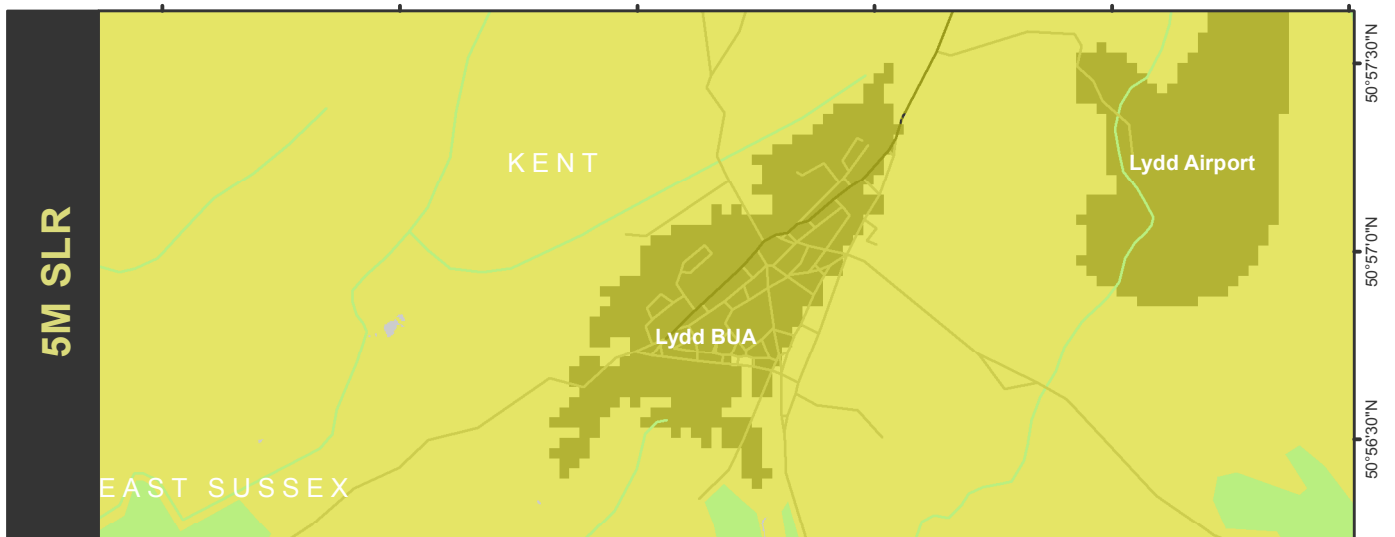 5M SLR
KENT
Lydd Airport
Lydd BUA
EAST SUSSEX
50°57'30"N
50°57'0"N
50°56'30"N